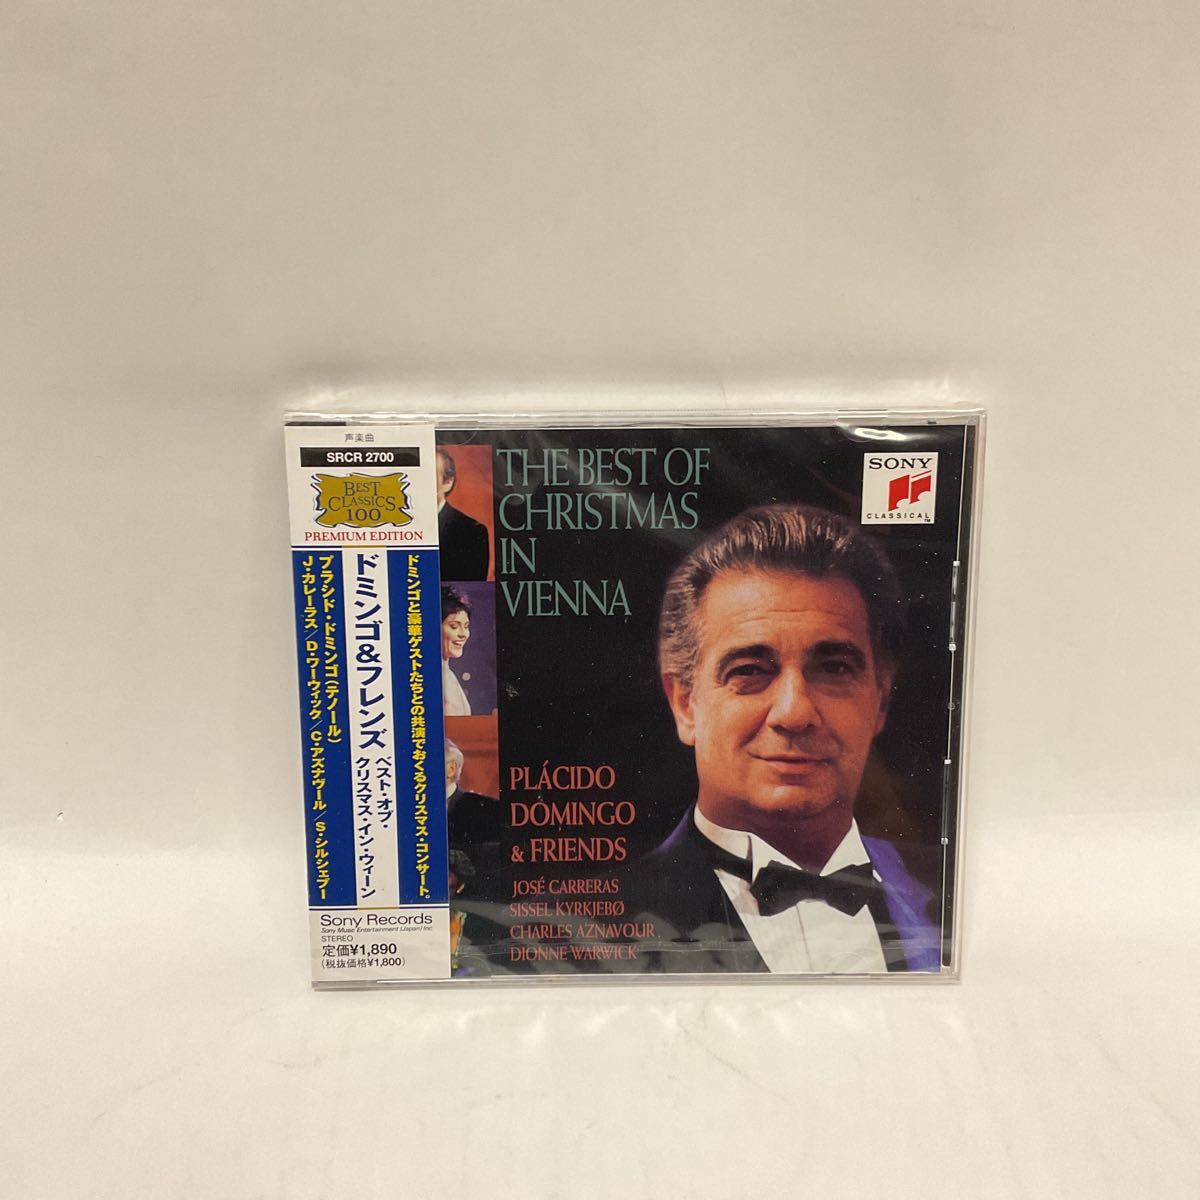 声楽曲
SRCR 2700
BEST
CLASSICS
100
PREMIUM EDITION
ドミンゴと豪華ゲストたちとの共演でおくるクリスマス・コンサート。
ドミンゴ&フレンズ
ベスト・オブ・
クリスマス・イン・ウィーン
プラシド・ドミンゴ(テノール)
J・カレーラス/D・ワーウィック/C・アズナヴール/S・シルシェブー
Sony Records
Sony Music Entertainment (Japan) Inc.
STEREO
定価¥1,890
(税抜価格¥1,800)
THE BEST OF
CHRISTMAS
IN
VIENNA
SONY
CLASSICAL™
PLÁCIDO
DOMINGO
& FRIENDS
JOSÉ CARRERAS
SISSEL KYRKJEBØ
CHARLES AZNAVOUR
DIONNE WARWICK